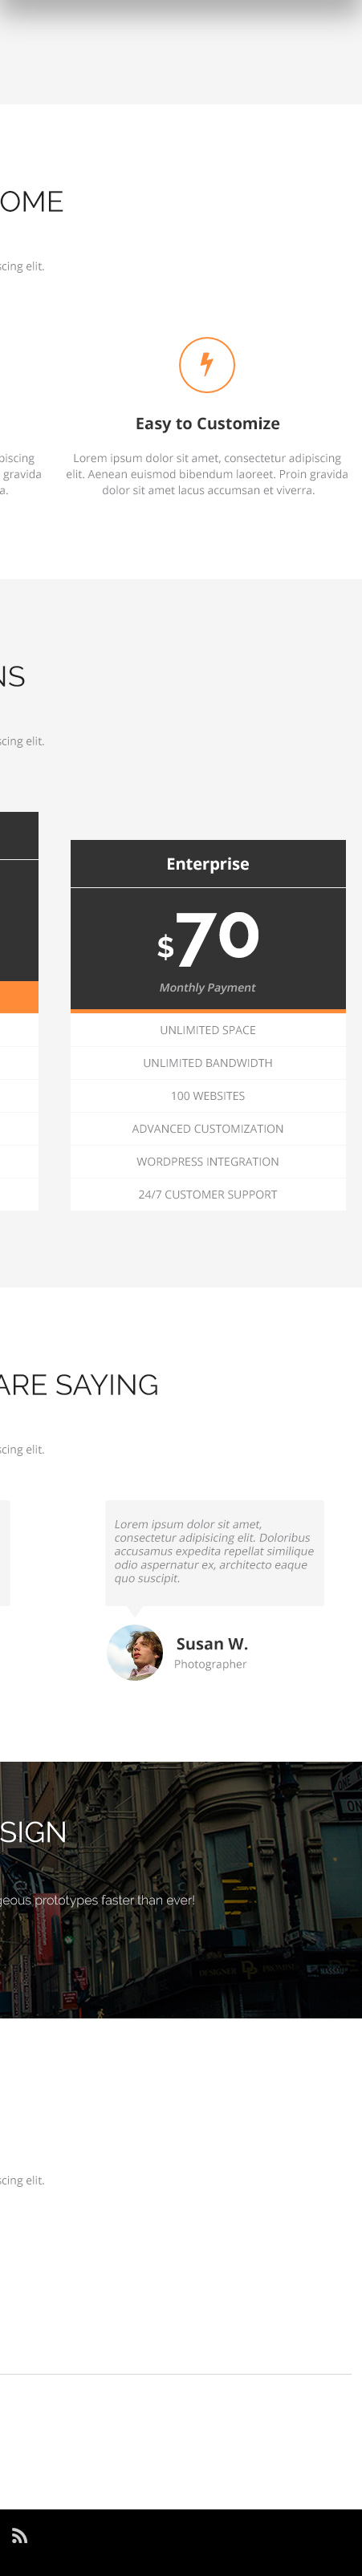 OME
scing elit.
Easy to Customize
piscing
gravida
a.
Lorem ipsum dolor sit amet, consectetur adipiscing
elit. Aenean euismod bibendum laoreet. Proin gravida
dolor sit amet lacus accumsan et viverra.
NS
scing elit.
Enterprise
$70
Monthly Payment
UNLIMITED SPACE
UNLIMITED BANDWIDTH
100 WEBSITES
ADVANCED CUSTOMIZATION
WORDPRESS INTEGRATION
24/7 CUSTOMER SUPPORT
ARE SAYING
scing elit.
Lorem ipsum dolor sit amet,
consectetur adipisicing elit. Doloribus
accusamus expedita repellat similique
odio aspernatur ex, architecto eaque
quo suscipit.
Susan W.
Photographer
SIGN
geous prototypes faster than ever!
scing elit.